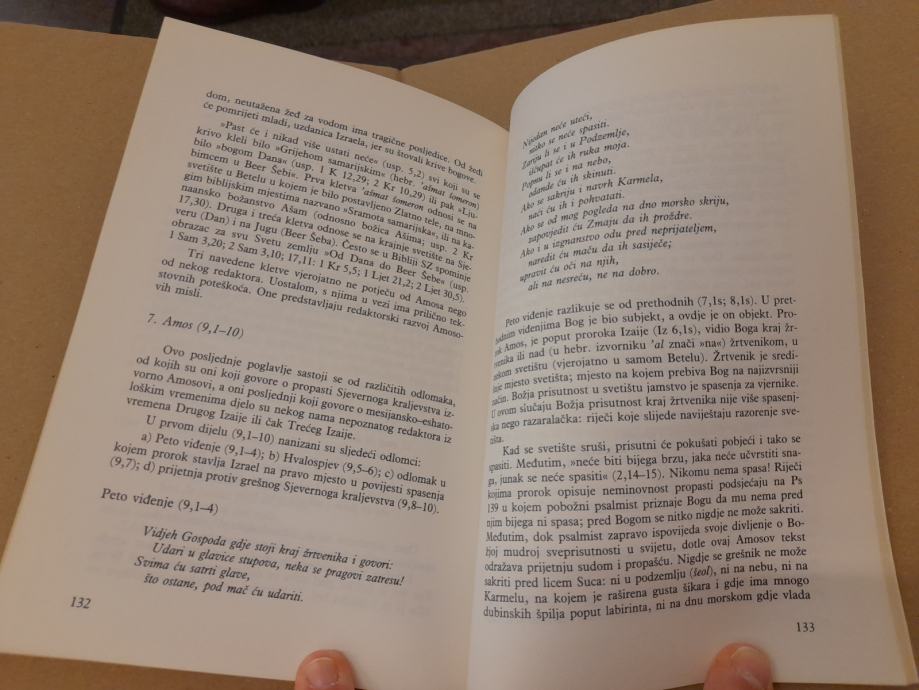 dom, neutažena žeđ za vodom ima tragične posljedice. Od žeđi
će pomrijeti mladi, uzdanica Izraela, jer su štovali krive bogove.
»Past će i nikad više ustati neće« (usp. 5,2) svi koji su se
krivo kleli bilo »Grijehom samarijskim« (hebr. 'ašmat šomeron)
bilo »bogom Dana« (usp. 1 K 12,29; 2 Kr 10,29) ili pak »Lju-
bimcem u Beer Šebi«. Prva kletva 'ašmat šomeron odnosi se na
svetište u Betelu u kojem je bilo postavljeno Zlatno tele, na mno-
gim biblijskim mjestima nazvano »Sramota samarijska«, ili na ka-
naansko božanstvo Ašam (odnosno božica Ašima; usp. 2 Kr
17,30). Druga i treća kletva odnose se na krajnje svetište na Sje-
veru (Dan) i na Jugu (Beer Šeba). Često se u Bibliji SZ spominje
obrazac za svu Svetu zemlju »Od Dana do Beer Šebe« (usp.
1 Sam 3,20; 2 Sam 3,10; 17,11: 1 Kr 5,5; 1 Ljet 21,2; 2 Ljet 30,5).
Tri navedene kletve vjerojatno ne potječu od Amosa nego
od nekog redaktora. Uostalom, s njima u vezi ima prilično tek-
stovnih poteškoća. One predstavljaju redaktorski razvoj Amoso-
vih misli.
7. Amos (9,1–10)
Ovo posljednje poglavlje sastoji se od različitih odlomaka,
od kojih su oni koji govore o propasti Sjevernoga kraljevstva iz-
vorno Amosovi, a oni posljednji koji govore o mesijansko-eshato-
loškim vremenima djelo su nekog nama nepoznatog redaktora iz
vremena Drugog Izaije ili čak Trećeg Izaije.
U prvom dijelu (9,1–10) nanizani su sljedeći odlomci:
a) Peto viđenje (9,1–4); b) Hvalospjev (9,5–6); c) odlomak u
kojem prorok stavlja Izrael na pravo mjesto u povijesti spasenja
(9,7); d) prijetnja protiv grešnog Sjevernoga kraljevstva (9,8–10).
Peto viđenje (9,1–4)
Vidjeh Gospoda gdje stoji kraj žrtvenika i govori:
Udari u glavice stupova, neka se pragovi zatresu!
Svima ću satrti glave,
što ostane, pod mač ću udariti.
132
Nijedan neće uteći,
nitko se neće spasiti.
Zariju li se i u Podzemlje,
iščupat će ih ruka moja.
Popnu li se i na nebo,
odande ću ih skinuti.
Ako se sakriju i navrh Karmela,
naći ću ih i pohvatati.
Ako se od mog pogleda na dno morsko skriju,
zapovjedit ću Zmaju da ih proždre.
Ako i u izgnanstvo odu pred neprijateljem,
naredit ću maču da ih sasiječe;
upravit ću oči na njih,
ali na nesreću, ne na dobro.
Peto viđenje razlikuje se od prethodnih (7,1s; 8,1s). U pret-
hodnim viđenjima Bog je bio subjekt, a ovdje je on objekt. Pro-
rok Amos, je poput proroka Izaije (Iz 6,1s), vidio Boga kraj žr-
tvenika ili nad (u hebr. izvorniku 'al znači »na«) žrtvenikom, u
nekom svetištu (vjerojatno u samom Betelu). Žrtvenik je sredi-
šnje mjesto svetišta; mjesto na kojem prebiva Bog na najizvrsniji
način. Božja prisutnost u svetištu jamstvo je spasenja za vjernike.
U ovom slučaju Božja prisutnost kraj žrtvenika nije više spasenj-
ska nego razaralačka: riječi koje slijede naviještaju razorenje sve-
tišta.
Kad se svetište sruši, prisutni će pokušati pobjeći i tako se
spasiti. Međutim, »neće biti bijega brzu, jaka neće učvrstiti sna-
ga, junak se neće spasiti« (2,14–15). Nikomu nema spasa! Riječi
kojima prorok opisuje neminovnost propasti podsjećaju na Ps
139 u kojem pobožni psalmist priznaje Bogu da mu nema pred
njim bijega ni spasa; pred Bogom se nitko nigdje ne može sakriti.
Međutim, dok psalmist zapravo ispovijeda svoje divljenje o Bo-
žjoj mudroj sveprisutnosti u svijetu, dotle ovaj Amosov tekst
odražava prijetnju sudom i propašću. Nigdje se grešnik ne može
sakriti pred licem Suca: ni u podzemlju (šeol), ni na nebu, ni na
Karmelu, na kojem je raširena gusta šikara i gdje ima mnogo
dubinskih špilja poput labirinta, ni na dnu morskom gdje vlada
133